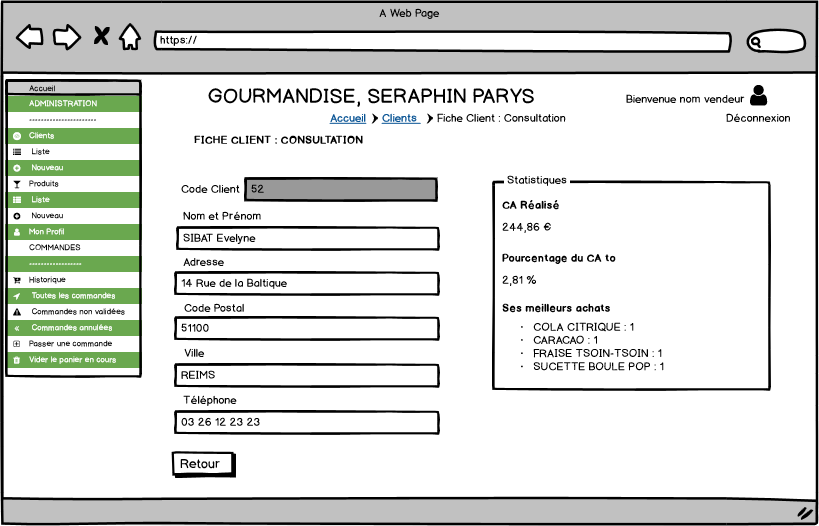 A Web Page
https://
Accueil
ADMINISTRATION
----------------------
Clients
Liste
Nouveau
Produits
Liste
Nouveau
Mon Profil
COMMANDES
-----------------
Historique
Toutes les commandes
Commandes non validées
Commandes annulées
Passer une commande
Vider le panier en cours
GOURMANDISE, SERAPHIN PARYS
Bienvenue nom vendeur
Accueil > Clients > Fiche Client : Consultation
Déconnexion
FICHE CLIENT : CONSULTATION
Code Client 52
Nom et Prénom
SIBAT Evelyne
Adresse
14 Rue de la Baltique
Code Postal
51100
Ville
REIMS
Téléphone
03 26 12 23 23
Retour
Statistiques
CA Réalisé
244,86 €
Pourcentage du CA to
2,81 %
Ses meilleurs achats
· COLA CITRIQUE : 1
· CARACAO : 1
· FRAISE TSOIN-TSOIN : 1
· SUCETTE BOULE POP : 1